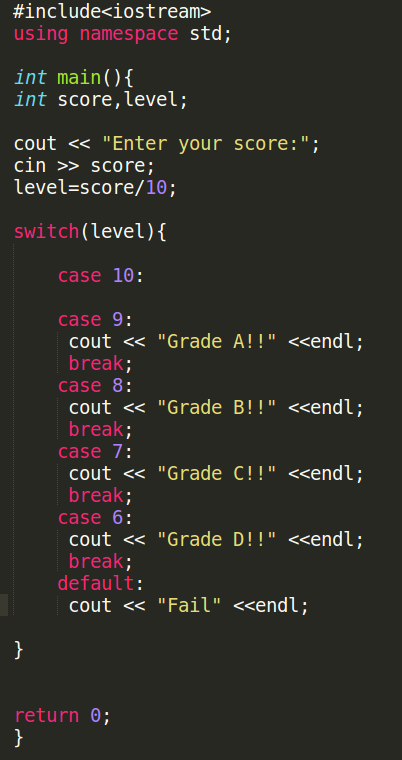 #include<iostream>
using namespace std;
int main(){
int score,level;
cout << "Enter your score:";
cin >> score;
level=score/10;
switch(level){
case 10:
case 9:
cout << "Grade A!!" <<endl;
break;
case 8:
cout << "Grade B!!" <<endl;
break;
case 7:
cout << "Grade C!!" <<endl;
break;
case 6:
cout << "Grade D!!" <<endl;
break;
default:
cout << "Fail" <<endl;
}
return 0;
}